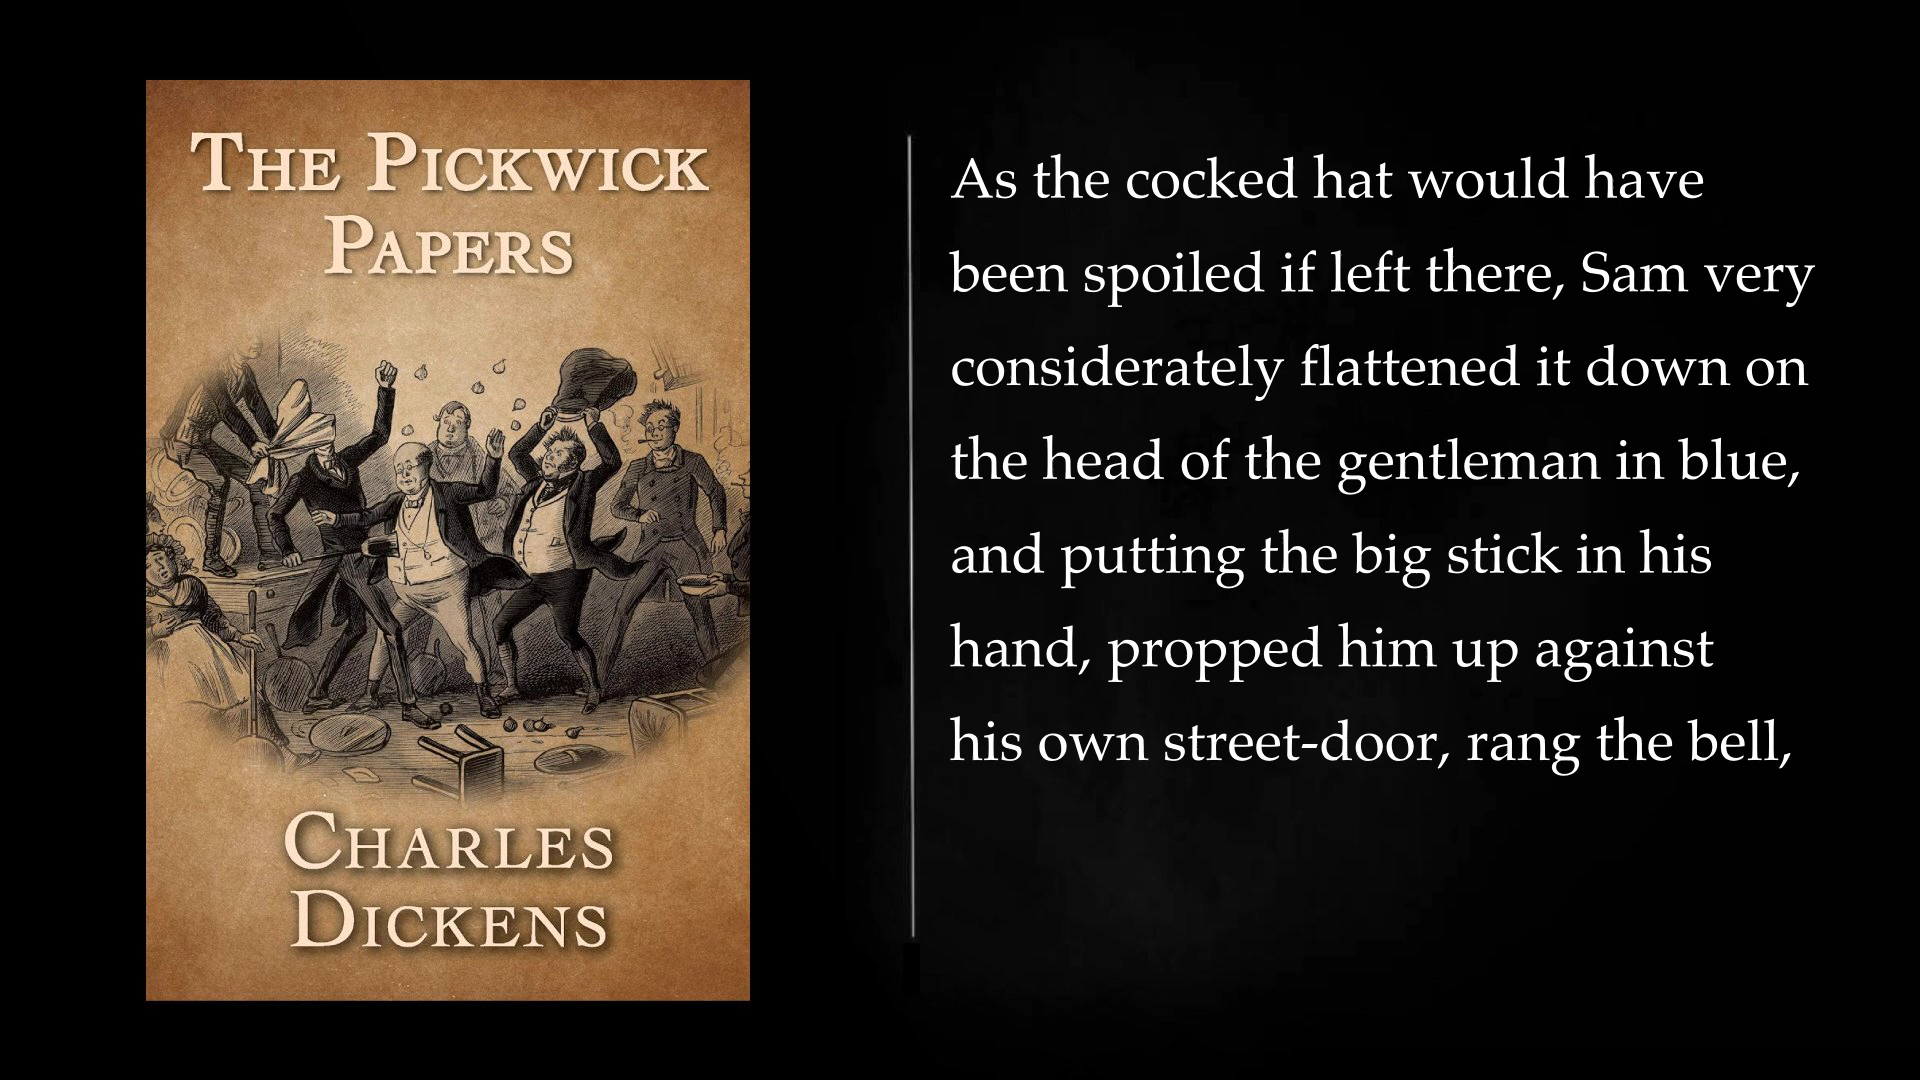 The Pickwick
Papers
Charles
Dickens
As the cocked hat would have
been spoiled if left there, Sam very
considerately flattened it down on
the head of the gentleman in blue,
and putting the big stick in his
hand, propped him up against
his own street-door, rang the bell,